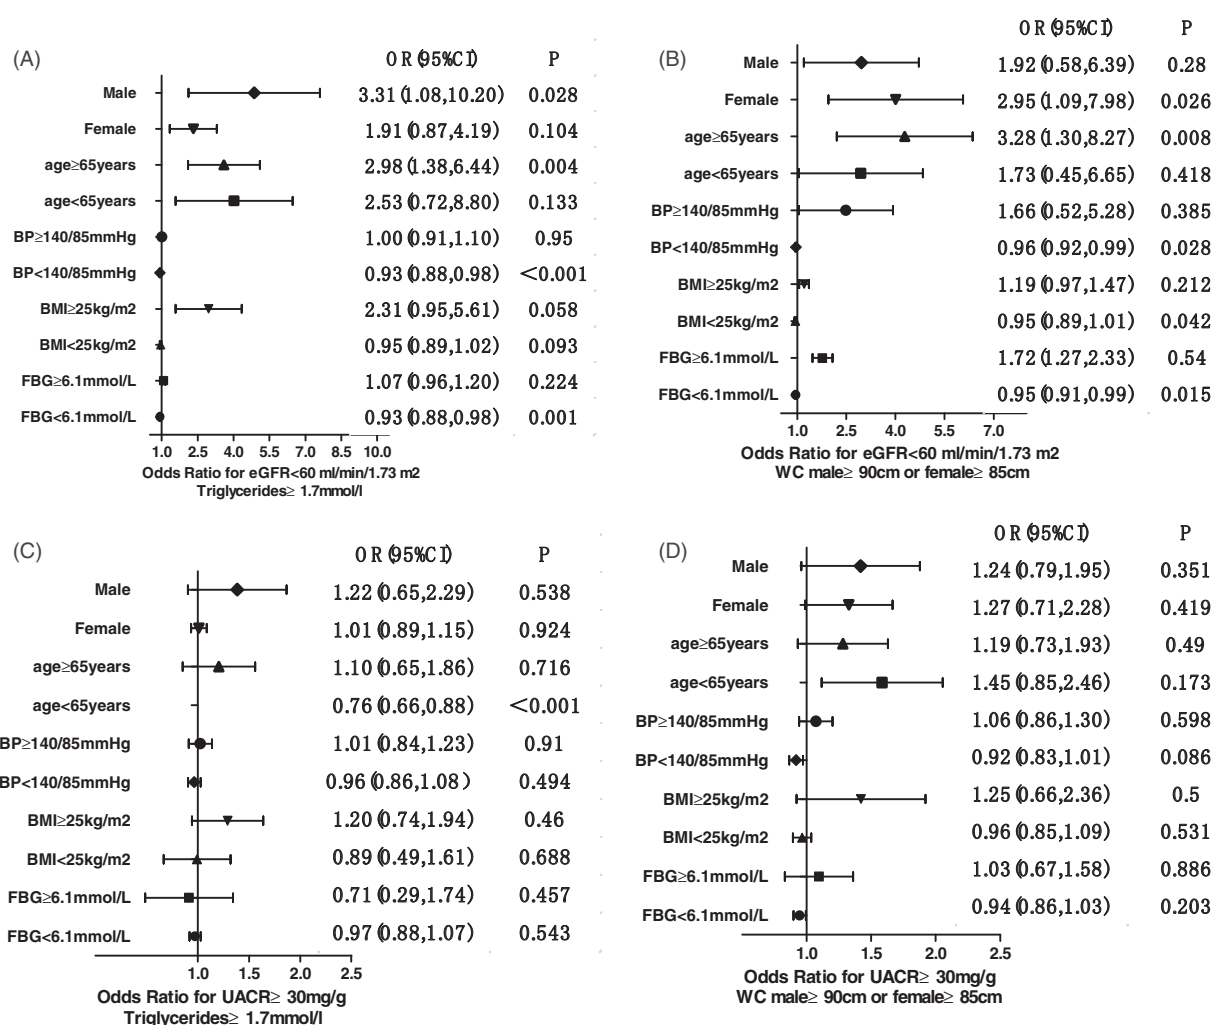 (A) OR (95%CI) P
Male 3.31 (1.08,10.20) 0.028
Female 1.91 (0.87,4.19) 0.104
age≥65years 2.98 (1.38,6.44) 0.004
age<65years 2.53 (0.72,8.80) 0.133
BP≥140/85mmHg 1.00 (0.91,1.10) 0.95
BP<140/85mmHg 0.93 (0.88,0.98) <0.001
BMI≥25kg/m2 2.31 (0.95,5.61) 0.058
BMI<25kg/m2 0.95 (0.89,1.02) 0.093
FBG≥6.1mmol/L 1.07 (0.96,1.20) 0.224
FBG<6.1mmol/L 0.93 (0.88,0.98) 0.001
1.0 2.5 4.0 5.5 7.0 8.5 10.0
Odds Ratio for eGFR<60 ml/min/1.73 m2
Triglycerides≥ 1.7mmol/l
OR (95%CI) P
(B)
Male 1.92 (0.58,6.39) 0.28
Female 2.95 (1.09,7.98) 0.026
age≥65years 3.28 (1.30,8.27) 0.008
age<65years 1.73 (0.45,6.65) 0.418
BP≥140/85mmHg 1.66 (0.52,5.28) 0.385
BP<140/85mmHg 0.96 (0.92,0.99) 0.028
BMI≥25kg/m2 1.19 (0.97,1.47) 0.212
BMI<25kg/m2 0.95 (0.89,1.01) 0.042
FBG≥6.1mmol/L 1.72 (1.27,2.33) 0.54
FBG<6.1mmol/L 0.95 (0.91,0.99) 0.015
1.0 2.5 4.0 5.5 7.0
Odds Ratio for eGFR<60 ml/min/1.73 m2
WC male≥ 90cm or female≥ 85cm
(C) OR (95%CI) P
Male 1.22 (0.65,2.29) 0.538
Female 1.01 (0.89,1.15) 0.924
age≥65years 1.10 (0.65,1.86) 0.716
age<65years 0.76 (0.66,0.88) <0.001
BP≥140/85mmHg 1.01 (0.84,1.23) 0.91
BP<140/85mmHg 0.96 (0.86,1.08) 0.494
BMI≥25kg/m2 1.20 (0.74,1.94) 0.46
BMI<25kg/m2 0.89 (0.49,1.61) 0.688
FBG≥6.1mmol/L 0.71 (0.29,1.74) 0.457
FBG<6.1mmol/L 0.97 (0.88,1.07) 0.543
1.0 1.5 2.0 2.5
Odds Ratio for UACR≥ 30mg/g
Triglycerides≥ 1.7mmol/l
OR (95%CI) P
(D)
Male 1.24 (0.79,1.95) 0.351
Female 1.27 (0.71,2.28) 0.419
age≥65years 1.19 (0.73,1.93) 0.49
age<65years 1.45 (0.85,2.46) 0.173
BP≥140/85mmHg 1.06 (0.86,1.30) 0.598
BP<140/85mmHg 0.92 (0.83,1.01) 0.086
BMI≥25kg/m2 1.25 (0.66,2.36) 0.5
BMI<25kg/m2 0.96 (0.85,1.09) 0.531
FBG≥6.1mmol/L 1.03 (0.67,1.58) 0.886
FBG<6.1mmol/L 0.94 (0.86,1.03) 0.203
1.0 1.5 2.0 2.5
Odds Ratio for UACR≥ 30mg/g
WC male≥ 90cm or female≥ 85cm